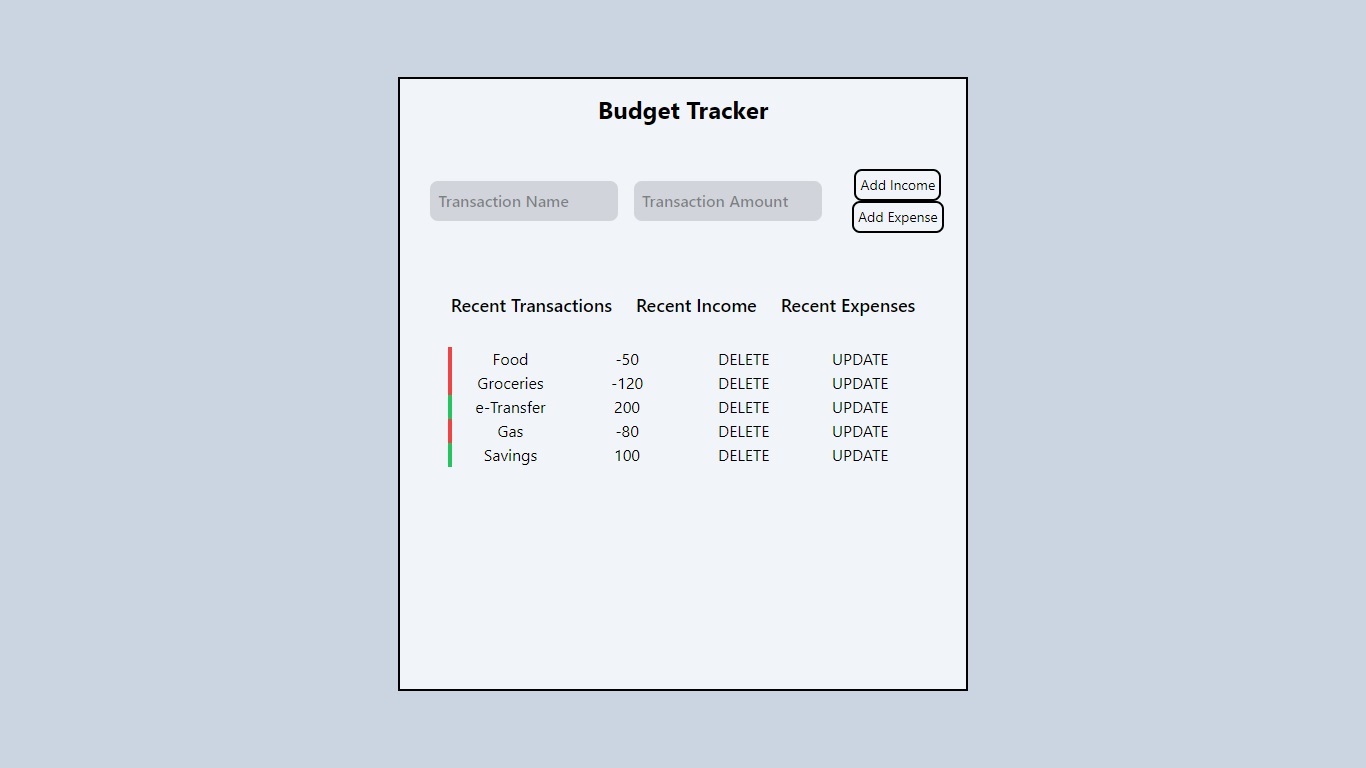 Budget Tracker
Transaction Name Transaction Amount Add Income
Add Expense
Recent Transactions Recent Income Recent Expenses
Food -50 DELETE UPDATE
Groceries -120 DELETE UPDATE
e-Transfer 200 DELETE UPDATE
Gas -80 DELETE UPDATE
Savings 100 DELETE UPDATE